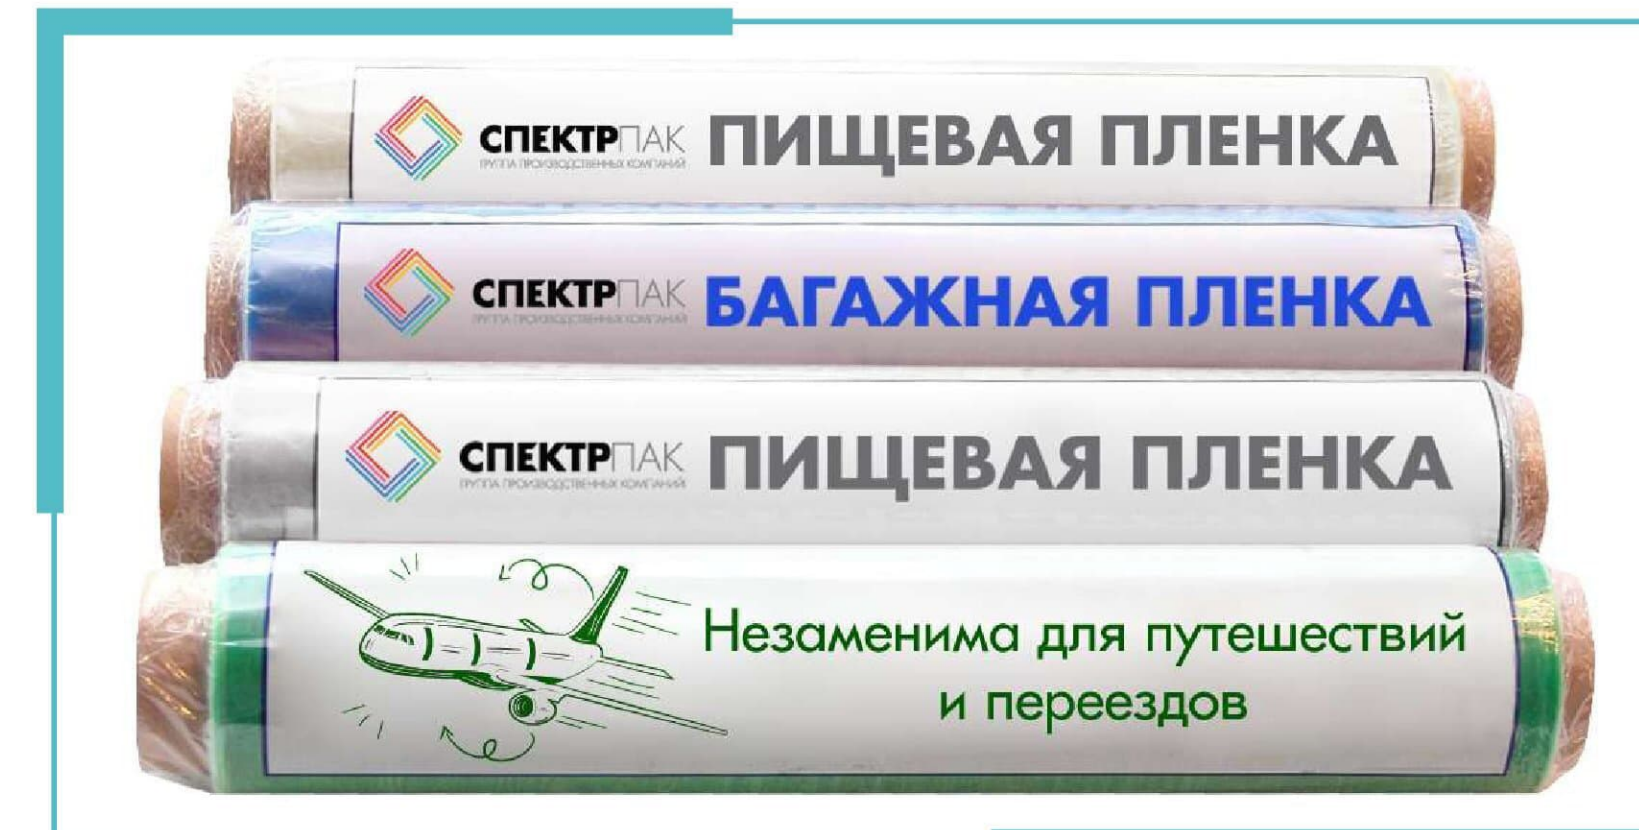 СПЕКТРПАК ПИЩЕВАЯ ПЛЕНКА
ГРУППА ПРОИЗВОДСТВЕННЫХ КОМПАНИЙ
СПЕКТРПАК БАГАЖНАЯ ПЛЕНКА
ГРУППА ПРОИЗВОДСТВЕННЫХ КОМПАНИЙ
СПЕКТРПАК ПИЩЕВАЯ ПЛЕНКА
ГРУППА ПРОИЗВОДСТВЕННЫХ КОМПАНИЙ
Незаменима для путешествий
и переездов